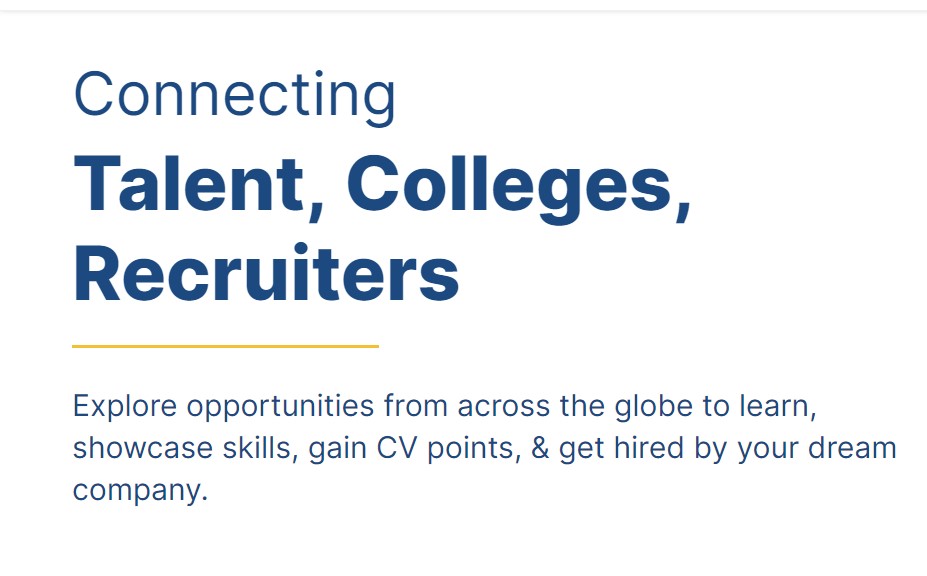 Connecting
Talent, Colleges,
Recruiters
Explore opportunities from across the globe to learn,
showcase skills, gain CV points, & get hired by your dream
company.